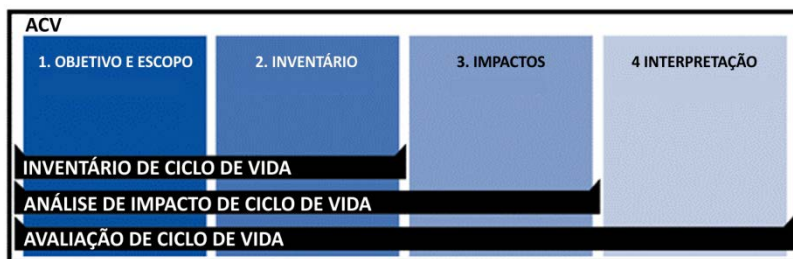 ACV
1. OBJETIVO E ESCOPO
2. INVENTÁRIO
3. IMPACTOS
4 INTERPRETAÇÃO
INVENTÁRIO DE CICLO DE VIDA
ANÁLISE DE IMPACTO DE CICLO DE VIDA
AVALIAÇÃO DE CICLO DE VIDA